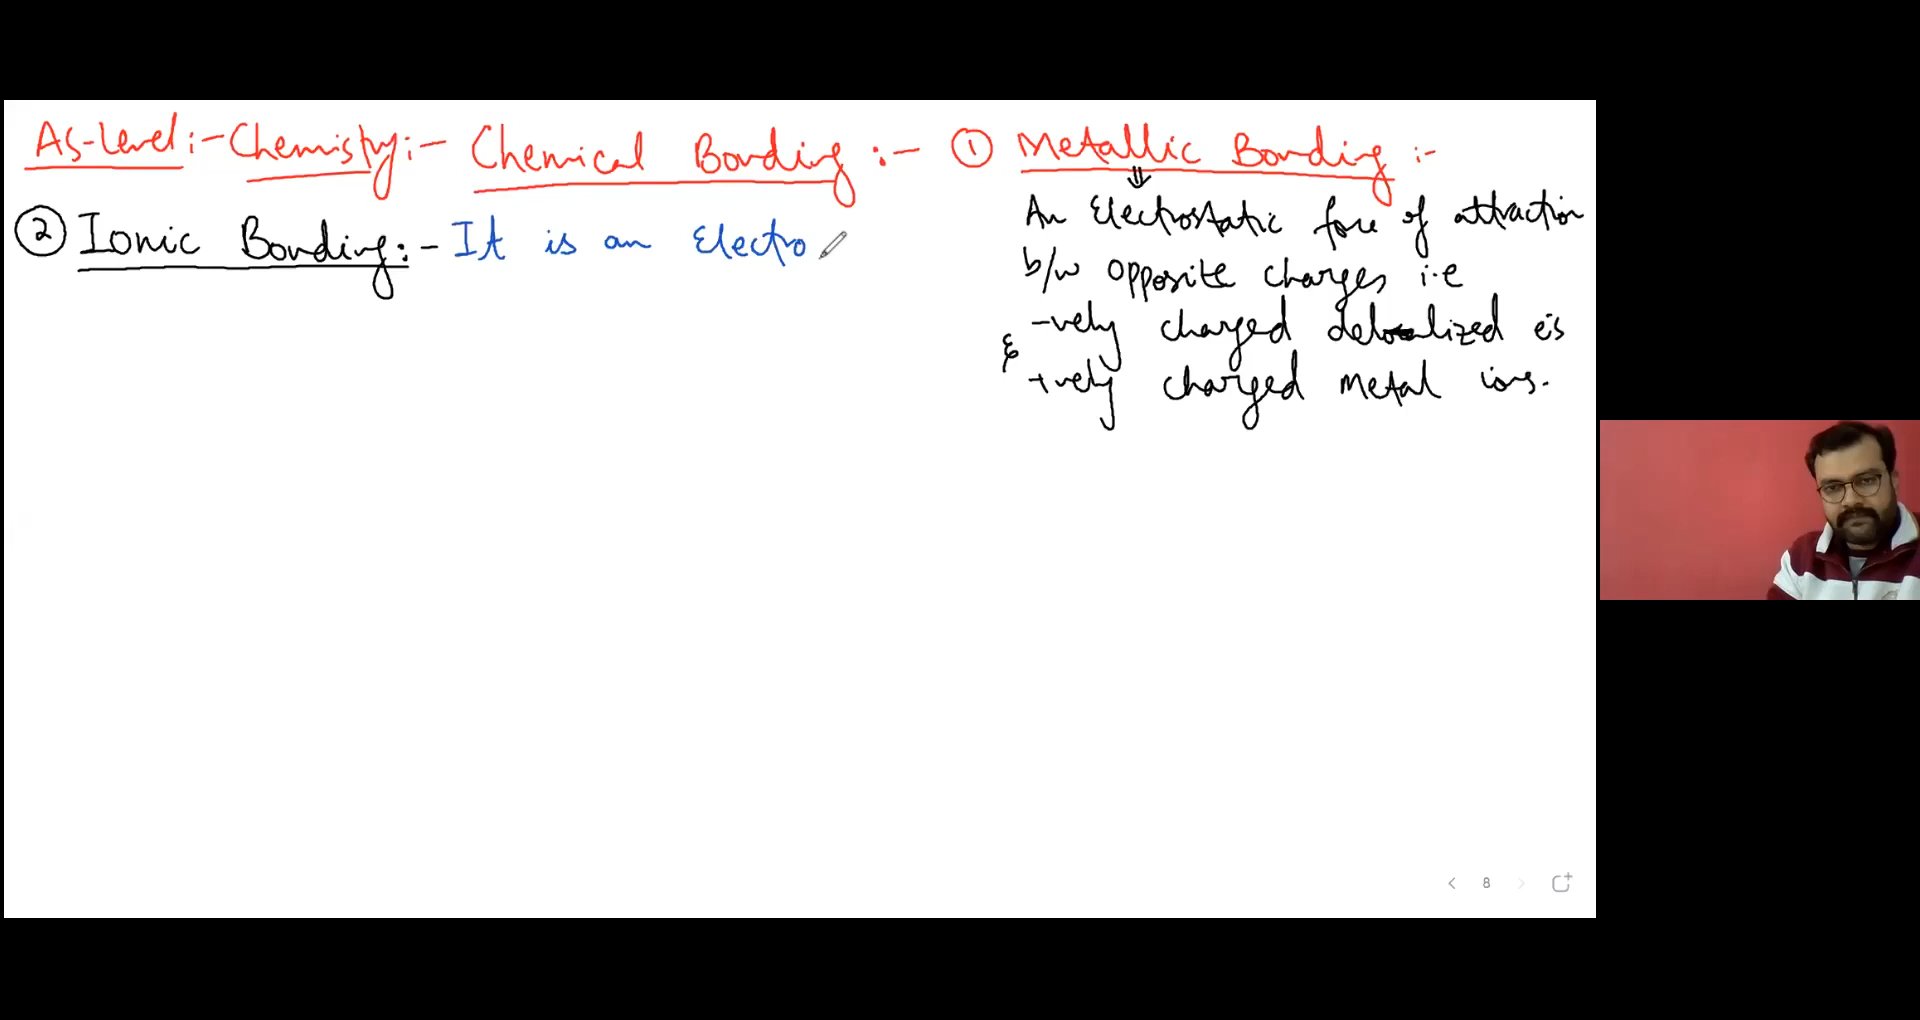 As-Level:- Chemistry:- Chemical Bonding :- ① Metallic Bonding :-
⇓
An Electrostatic force of attraction
b/w opposite charges i.e
-vely charged delocalized e's
& +vely charged metal ions.
② Ionic Bonding:- It is an Electro
< 8 >